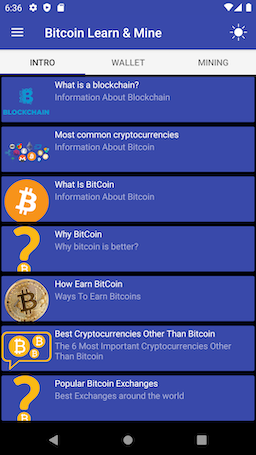 6:36
Bitcoin Learn & Mine
INTRO
WALLET
MINING
What is a blockchain?
Information About Blockchain
BLOCKCHAIN
Most common cryptocurrencies
Information About Bitcoin
What Is BitCoin
Information About Bitcoin
Why BitCoin
Why bitcoin is better?
How Earn BitCoin
Ways To Earn Bitcoins
Best Cryptocurrencies Other Than Bitcoin
The 6 Most Important Cryptocurrencies Other
Than Bitcoin
Popular Bitcoin Exchanges
Best Exchanges around the world